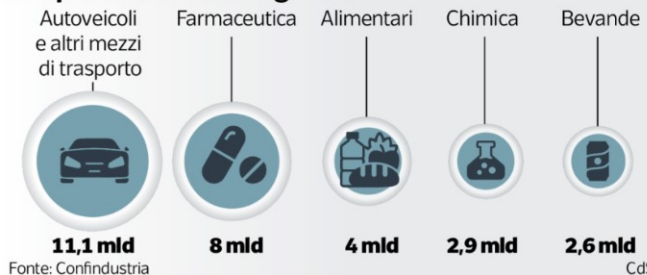 Autoveicoli
e altri mezzi
di trasporto
Farmaceutica
Alimentari
Chimica
Bevande
11,1 mld
8 mld
4 mld
2,9 mld
2,6 mld
Fonte: Confindustria